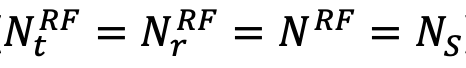 $N_t^{RF} = N_r^{RF} = N^{RF} = N_S$